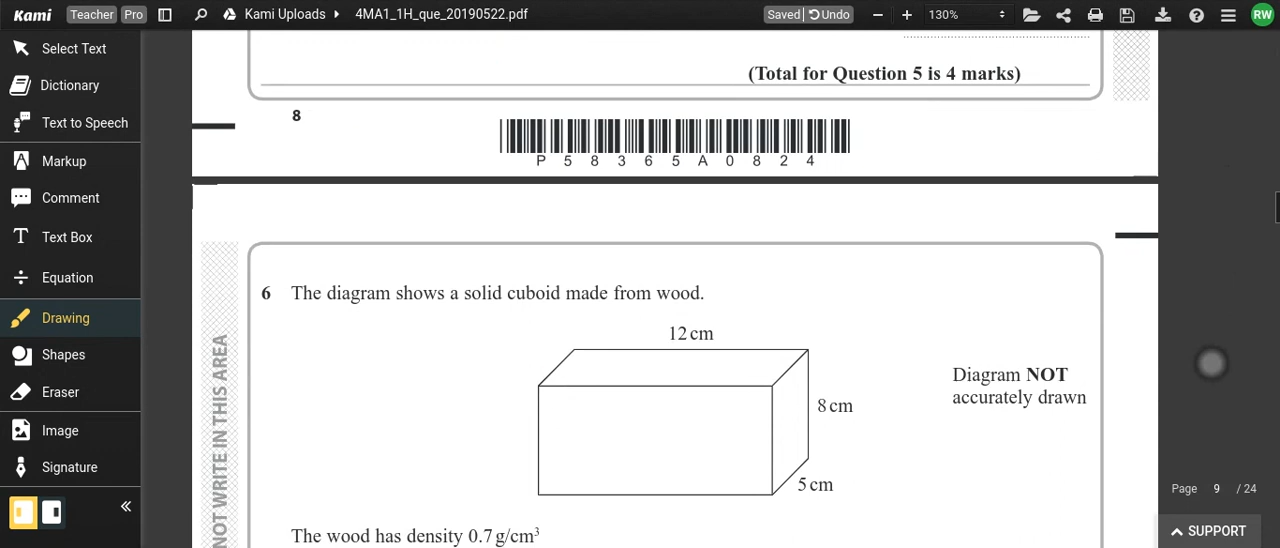 Kami
Teacher Pro
Kami Uploads
4MA1_1H_que_20190522.pdf
Saved Undo
130%
RW
Select Text
Dictionary
Text to Speech
Markup
Comment
Text Box
Equation
Drawing
Shapes
Eraser
Image
Signature
(Total for Question 5 is 4 marks)
8
P 5 8 3 6 5 A 0 8 2 4
NOT WRITE IN THIS AREA
6 The diagram shows a solid cuboid made from wood.
12 cm
8 cm
5 cm
Diagram NOT
accurately drawn
The wood has density 0.7 g/cm³
Page 9 / 24
SUPPORT